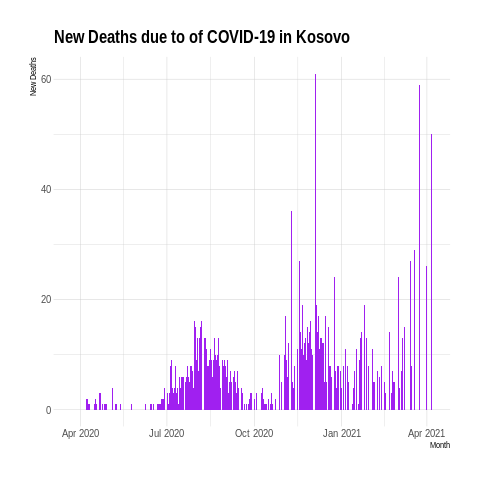 New Deaths due to of COVID-19 in Kosovo
New Deaths
60
40
20
0
Apr 2020
Jul 2020
Oct 2020
Jan 2021
Apr 2021
Month